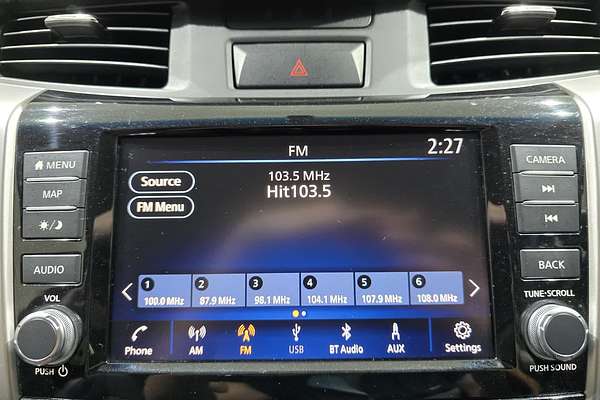 FM
2:27
103.5 MHz
Hit103.5
Source
FM Menu
1 2 3 4 5 6
100.0 MHz 87.9 MHz 98.1 MHz 104.1 MHz 107.9 MHz 108.0 MHz
Phone AM FM USB BT Audio AUX Settings
MENU
MAP
AUDIO
VOL
PUSH
CAMERA
BACK
TUNE-SCROLL
PUSH SOUND